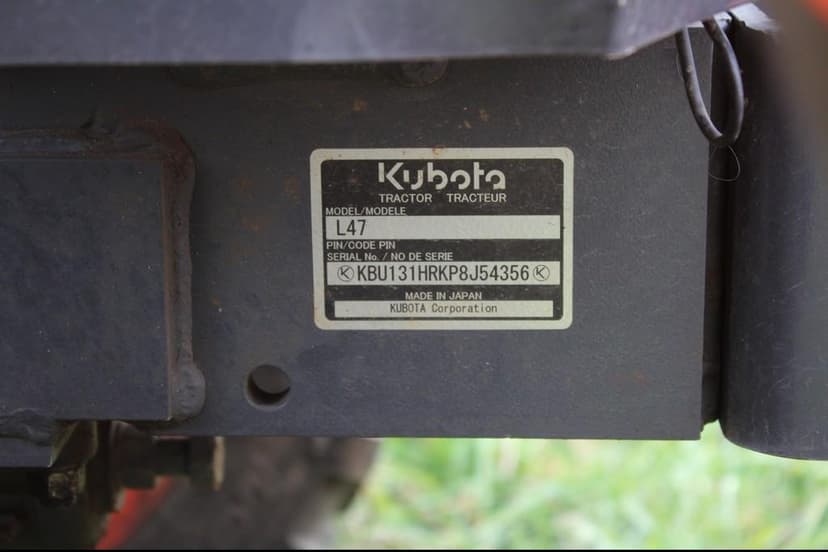 Kubota
TRACTOR TRACTEUR
MODEL/MODELE
L47
PIN/CODE PIN
SERIAL No. / NO DE SERIE
KBU131HRKP8J54356
MADE IN JAPAN
KUBOTA Corporation